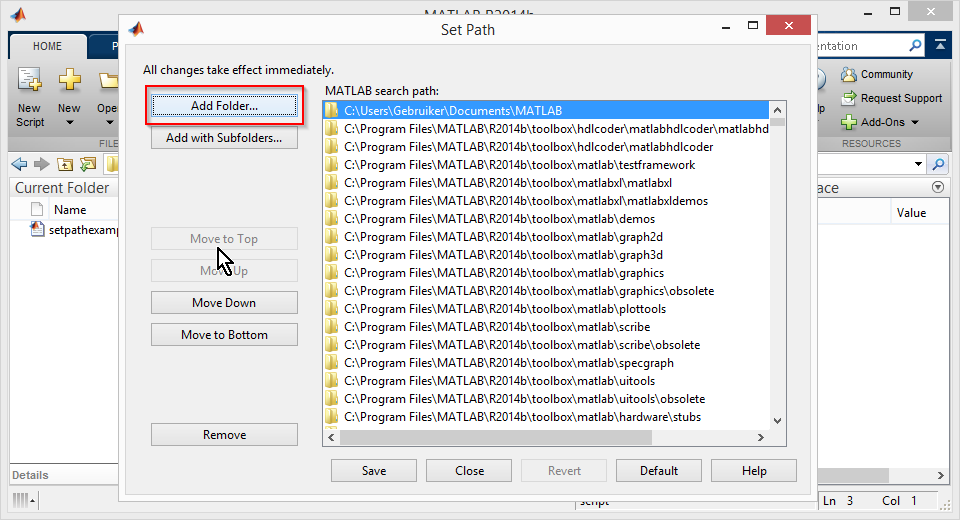 MATLAB R2014b
Set Path
HOME
P
entation
New
Script
New
Ope
FILE
Community
Request Support
Add-Ons
RESOURCES
Current Folder
Name
setpathexamp
Details
All changes take effect immediately.
Add Folder...
Add with Subfolders...
Move to Top
Move Up
Move Down
Move to Bottom
Remove
MATLAB search path:
C:\Users\Gebruiker\Documents\MATLAB
C:\Program Files\MATLAB\R2014b\toolbox\hdlcoder\matlabhdlcoder\matlabhd
C:\Program Files\MATLAB\R2014b\toolbox\hdlcoder\matlabhdlcoder
C:\Program Files\MATLAB\R2014b\toolbox\matlab\testframework
C:\Program Files\MATLAB\R2014b\toolbox\matlabxl\matlabxl
C:\Program Files\MATLAB\R2014b\toolbox\matlabxl\matlabxldemos
C:\Program Files\MATLAB\R2014b\toolbox\matlab\demos
C:\Program Files\MATLAB\R2014b\toolbox\matlab\graph2d
C:\Program Files\MATLAB\R2014b\toolbox\matlab\graph3d
C:\Program Files\MATLAB\R2014b\toolbox\matlab\graphics
C:\Program Files\MATLAB\R2014b\toolbox\matlab\graphics\obsolete
C:\Program Files\MATLAB\R2014b\toolbox\matlab\plottools
C:\Program Files\MATLAB\R2014b\toolbox\matlab\scribe
C:\Program Files\MATLAB\R2014b\toolbox\matlab\scribe\obsolete
C:\Program Files\MATLAB\R2014b\toolbox\matlab\specgraph
C:\Program Files\MATLAB\R2014b\toolbox\matlab\uitools
C:\Program Files\MATLAB\R2014b\toolbox\matlab\uitools\obsolete
C:\Program Files\MATLAB\R2014b\toolbox\matlab\hardware\stubs
Save
Close
Revert
Default
Help
ace
Value
script
Ln 3 Col 1